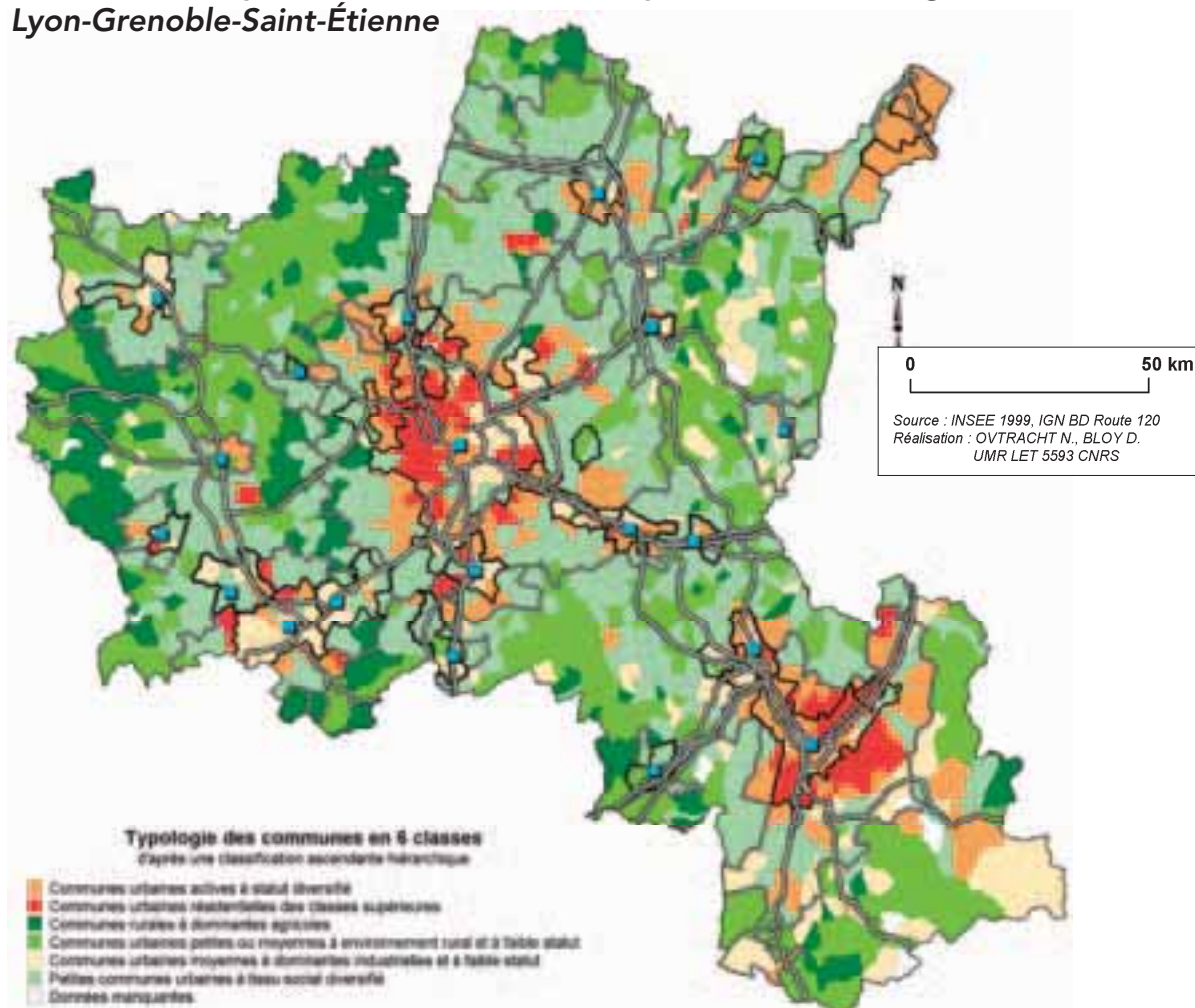 Lyon-Grenoble-Saint-Étienne
N
0 50 km
Source : INSEE 1999, IGN BD Route 120
Réalisation : OVTRACHT N., BLOY D.
UMR LET 5593 CNRS
Typologie des communes en 6 classes
d'après une classification ascendante hiérarchique
Communes urbaines actives à statut diversifié
Communes urbaines résidentielles des classes supérieures
Communes rurales à dominantes agricoles
Communes urbaines petites ou moyennes à environnement rural et à faible statut
Communes urbaines moyennes à dominantes industrielles et à faible statut
Petites communes urbaines à tissu social diversifié
Données manquantes